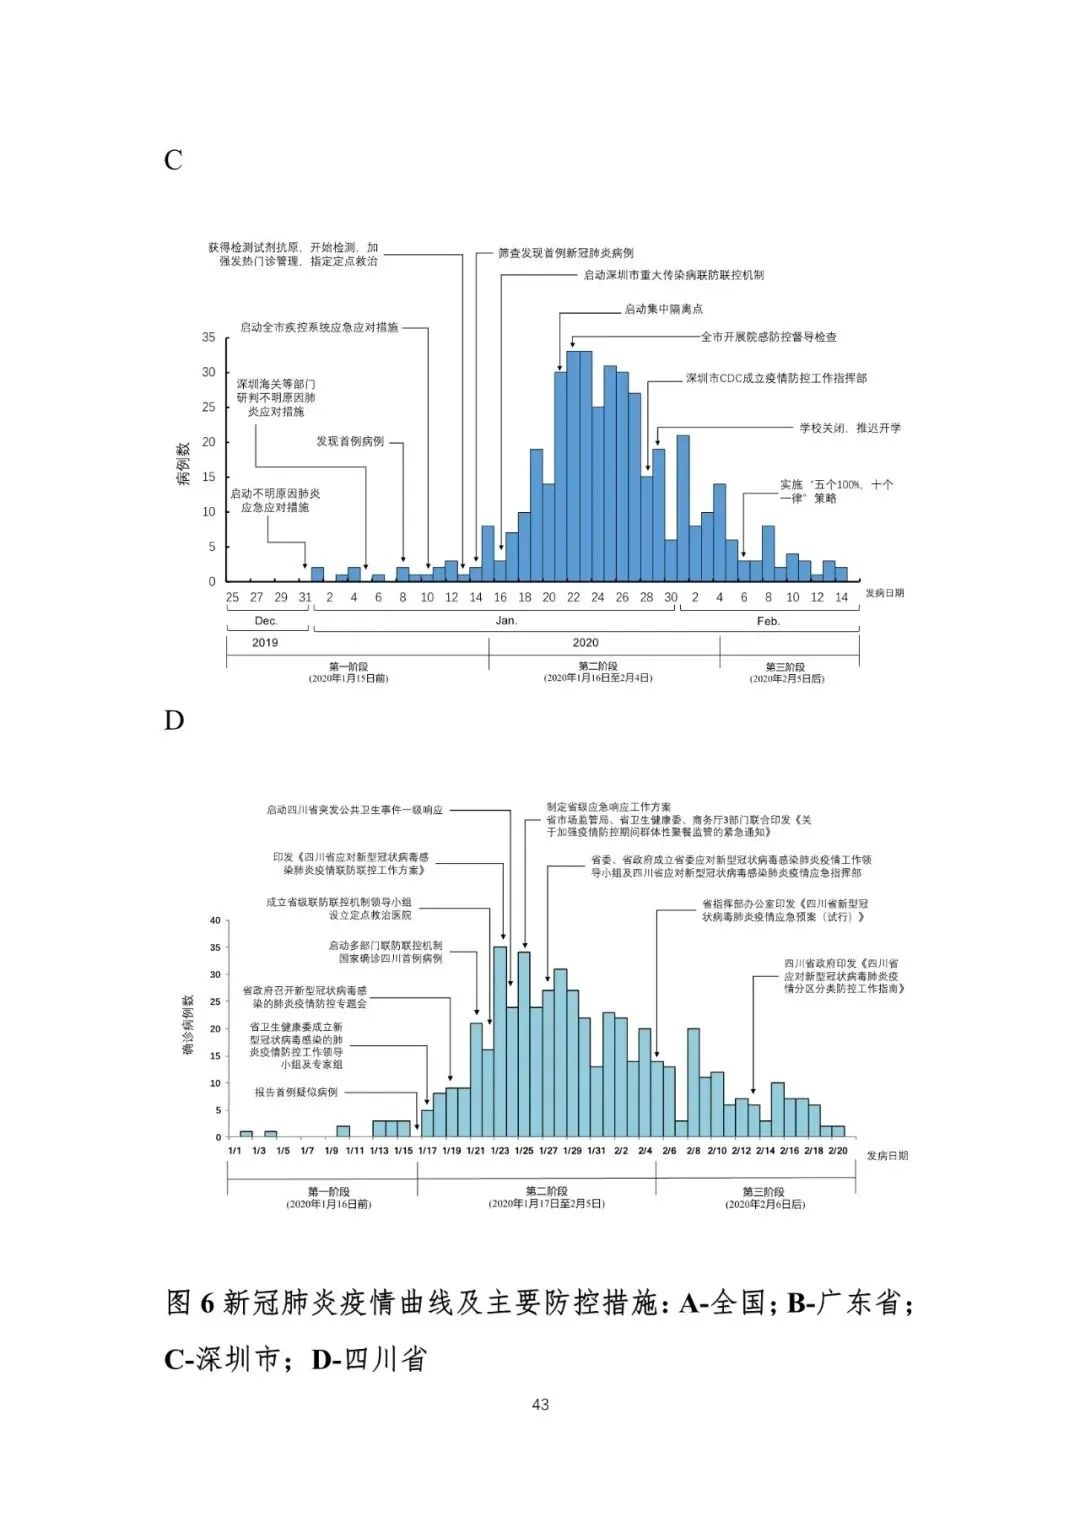 C
获得检测试剂抗原，开始检测，加
强发热门诊管理，指定定点救治
筛查发现首例新冠肺炎病例
启动深圳市重大传染病联防联控机制
启动集中隔离点
启动全市疾控系统应急应对措施
全市开展院感防控督导检查
深圳海关等部门
研判不明原因肺
炎应对措施
深圳市CDC成立疫情防控工作指挥部
发现首例病例
学校关闭，推迟开学
启动不明原因肺炎
应急应对措施
实施“五个100%，十个
一律”策略
病例数
35
30
25
20
15
10
5
0
25 27 29 31 2 4 6 8 10 12 14 16 18 20 22 24 26 28 30 2 4 6 8 10 12 14 发病日期
Dec. Jan. Feb.
2019 2020
第一阶段 第二阶段 第三阶段
(2020年1月15日前) (2020年1月16日至2月4日) (2020年2月5日后)
D
启动四川省突发公共卫生事件一级响应
制定省级应急响应工作方案
省市场监管局、省卫生健康委、商务厅3部门联合印发《关
于加强疫情防控期间群体性聚餐监管的紧急通知》
印发《四川省应对新型冠状病毒感
染肺炎疫情联防联控工作方案》
省委、省政府成立省委应对新型冠状病毒感染肺炎疫情工作领
导小组及四川省应对新型冠状病毒感染肺炎疫情应急指挥部
成立省级联防联控机制领导小组
设立定点救治医院
省指挥部办公室印发《四川省新型冠
状病毒肺炎疫情应急预案（试行）》
启动多部门联防联控机制
国家确诊四川首例病例
四川省政府印发《四川省
应对新型冠状病毒肺炎疫
情分区分类防控工作指南》
省政府召开新型冠状病毒感
染的肺炎疫情防控专题会
省卫生健康委成立新
型冠状病毒感染的肺
炎疫情防控工作领导
小组及专家组
报告首例疑似病例
确诊病例数
40
35
30
25
20
15
10
5
0
1/1 1/3 1/5 1/7 1/9 1/11 1/13 1/15 1/17 1/19 1/21 1/23 1/25 1/27 1/29 1/31 2/2 2/4 2/6 2/8 2/10 2/12 2/14 2/16 2/18 2/20 发病日期
第一阶段 第二阶段 第三阶段
(2020年1月16日前) (2020年1月17日至2月5日) (2020年2月6日后)
图 6 新冠肺炎疫情曲线及主要防控措施：A-全国；B-广东省；
C-深圳市；D-四川省
43